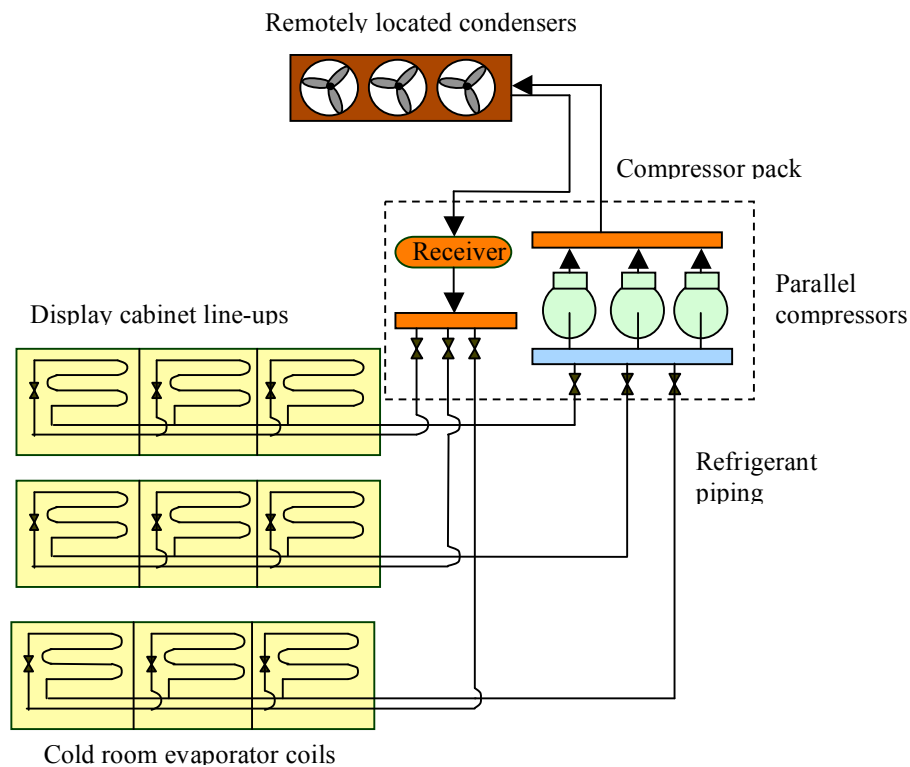 Remotely located condensers
Compressor pack
Receiver
Parallel
compressors
Display cabinet line-ups
Refrigerant
piping
Cold room evaporator coils